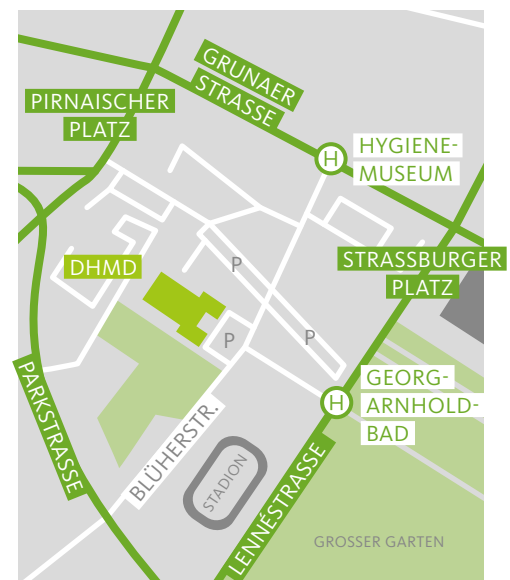 GRUNAER
STRASSE
PIRNAISCHER
PLATZ
H
HYGIENE-
MUSEUM
STRASSBURGER
PLATZ
DHMD
P
P
P
PARKSTRASSE
BLÜHERSTR.
H
GEORG-
ARNHOLD-
BAD
STADION
LENNÉSTRASSE
GROSSER GARTEN